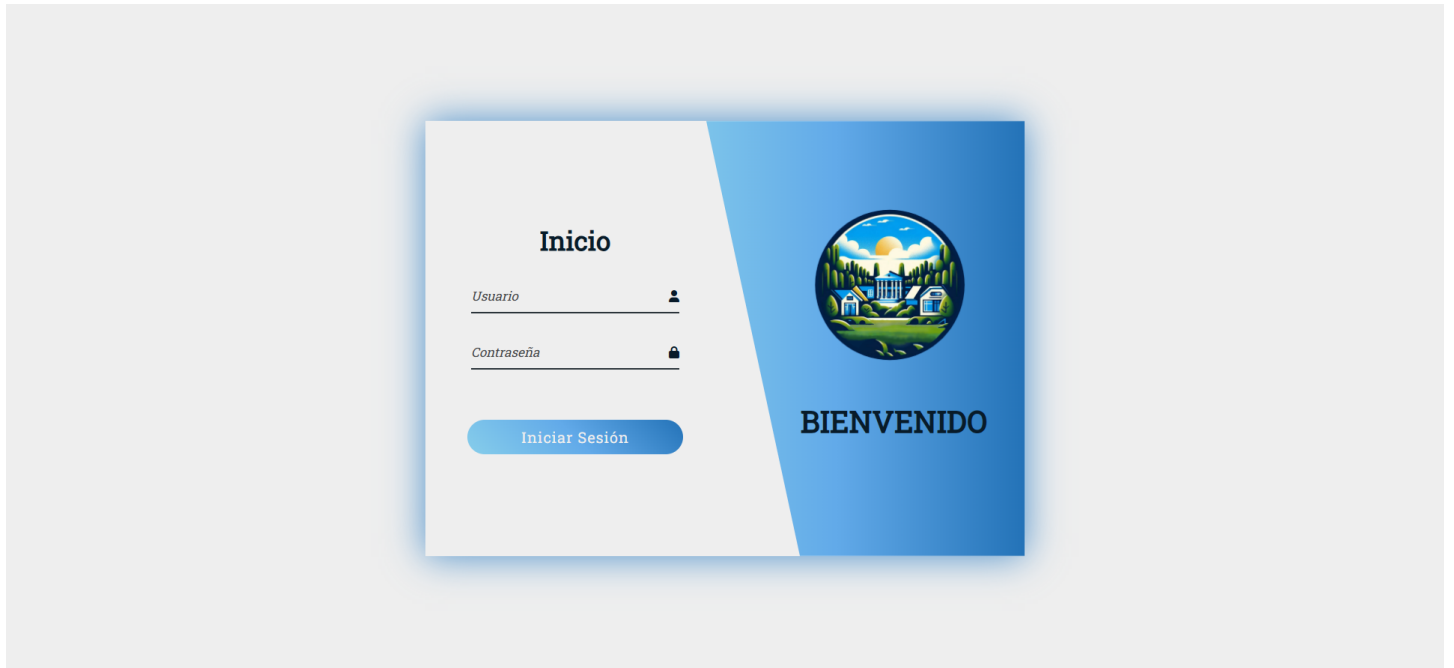 Inicio
Usuario
Contraseña
Iniciar Sesión
BIENVENIDO